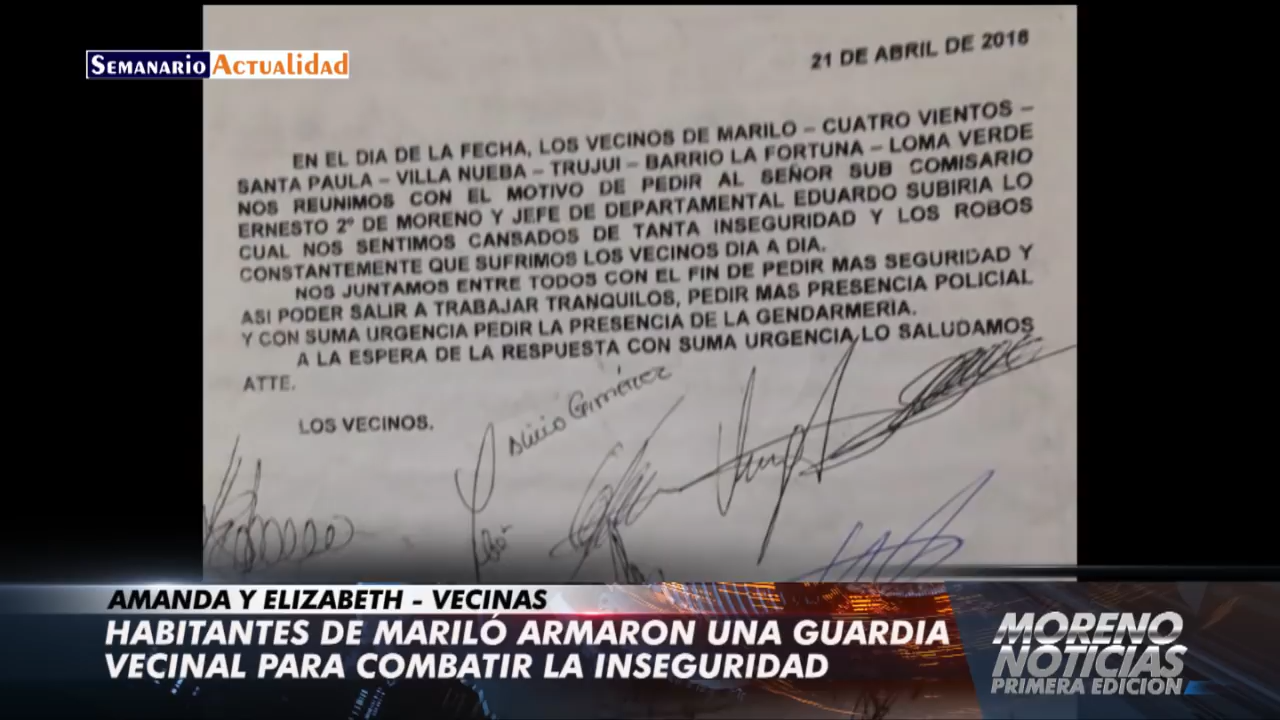 SEMANARIO ACTUALIDAD
21 DE ABRIL DE 2016
EN EL DIA DE LA FECHA, LOS VECINOS DE MARILO – CUATRO VIENTOS –
SANTA PAULA – VILLA NUEBA – TRUJUI – BARRIO LA FORTUNA – LOMA VERDE
NOS REUNIMOS CON EL MOTIVO DE PEDIR AL SEÑOR SUB COMISARIO
ERNESTO 2º DE MORENO Y JEFE DE DEPARTAMENTAL EDUARDO SUBIRIA LO
CUAL NOS SENTIMOS CANSADOS DE TANTA INSEGURIDAD Y LOS ROBOS
CONSTANTEMENTE QUE SUFRIMOS LOS VECINOS DIA A DIA.
NOS JUNTAMOS ENTRE TODOS CON EL FIN DE PEDIR MAS SEGURIDAD Y
ASI PODER SALIR A TRABAJAR TRANQUILOS, PEDIR MAS PRESENCIA POLICIAL
Y CON SUMA URGENCIA PEDIR LA PRESENCIA DE LA GENDARMERIA.
A LA ESPERA DE LA RESPUESTA CON SUMA URGENCIA LO SALUDAMOS
ATTE.
LOS VECINOS.
Giménez
AMANDA Y ELIZABETH - VECINAS
HABITANTES DE MARILÓ ARMARON UNA GUARDIA
VECINAL PARA COMBATIR LA INSEGURIDAD
MORENO
NOTICIAS
PRIMERA EDICIÓN